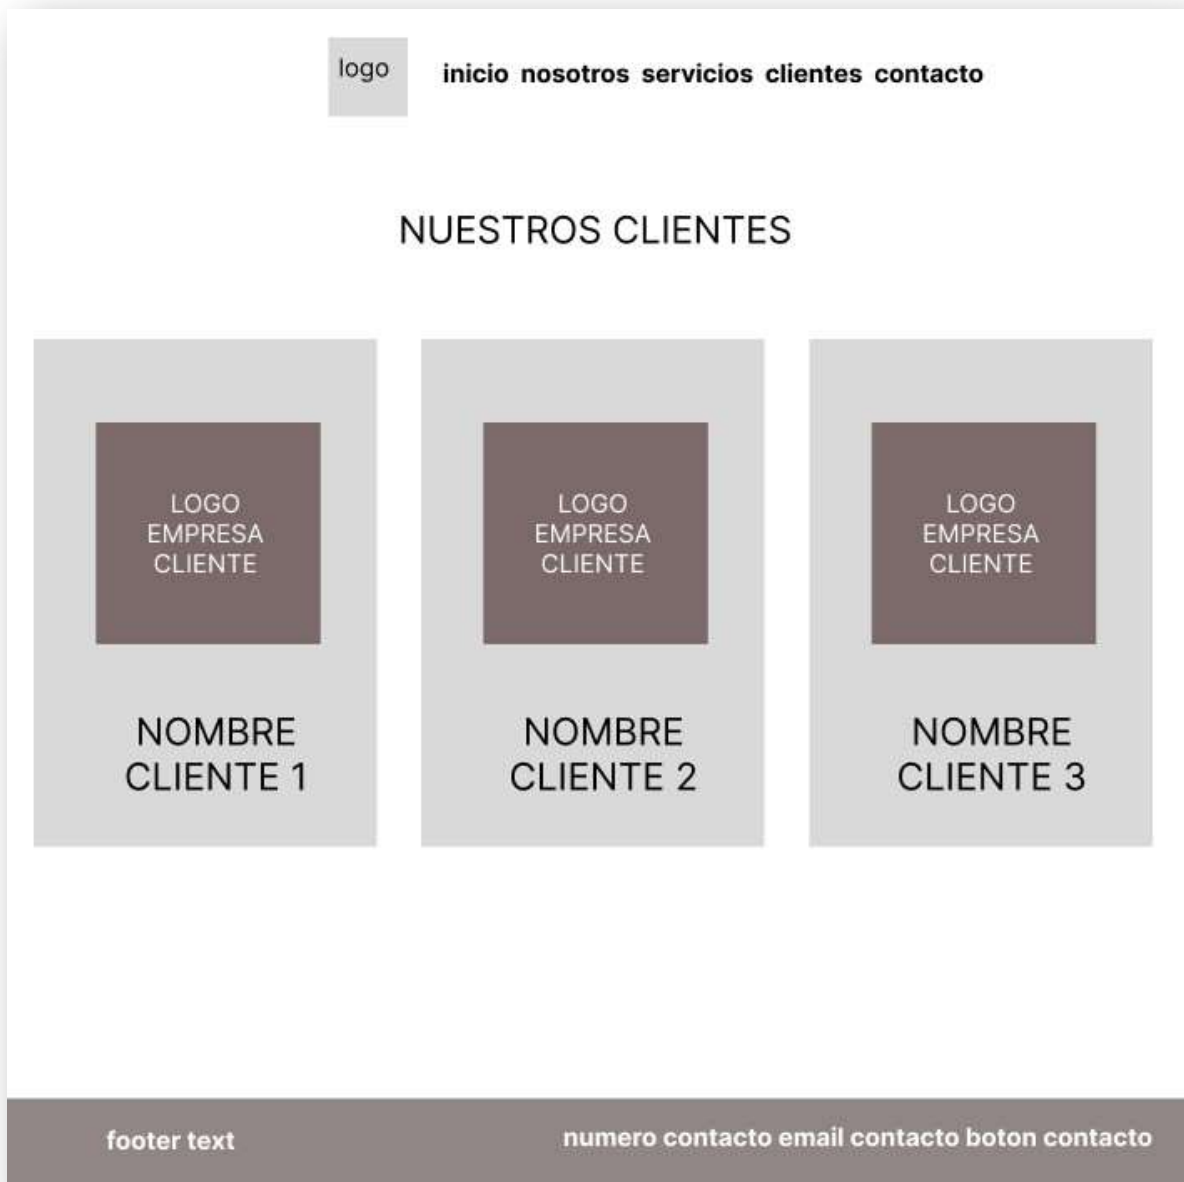 logo
inicio nosotros servicios clientes contacto
NUESTROS CLIENTES
LOGO
EMPRESA
CLIENTE
NOMBRE
CLIENTE 1
LOGO
EMPRESA
CLIENTE
NOMBRE
CLIENTE 2
LOGO
EMPRESA
CLIENTE
NOMBRE
CLIENTE 3
footer text
numero contacto email contacto boton contacto